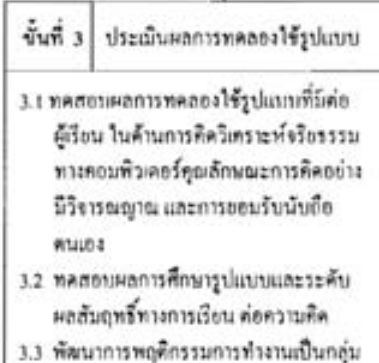 ขั้นที่ 3 ประเมินผลการทดลองใช้รูปแบบ
3.1 ทดสอบผลการทดลองใช้รูปแบบที่มีต่อ
ผู้เรียน ในด้านการคิดวิเคราะห์จริยธรรม
ทางคอมพิวเตอร์คุณลักษณะการคิดอย่าง
มีวิจารณญาณ และการยอมรับนับถือ
ตนเอง
3.2 ทดสอบผลการศึกษารูปแบบและระดับ
ผลสัมฤทธิ์ทางการเรียน ต่อความคิด
3.3 พัฒนาการพฤติกรรมการทำงานเป็นกลุ่ม